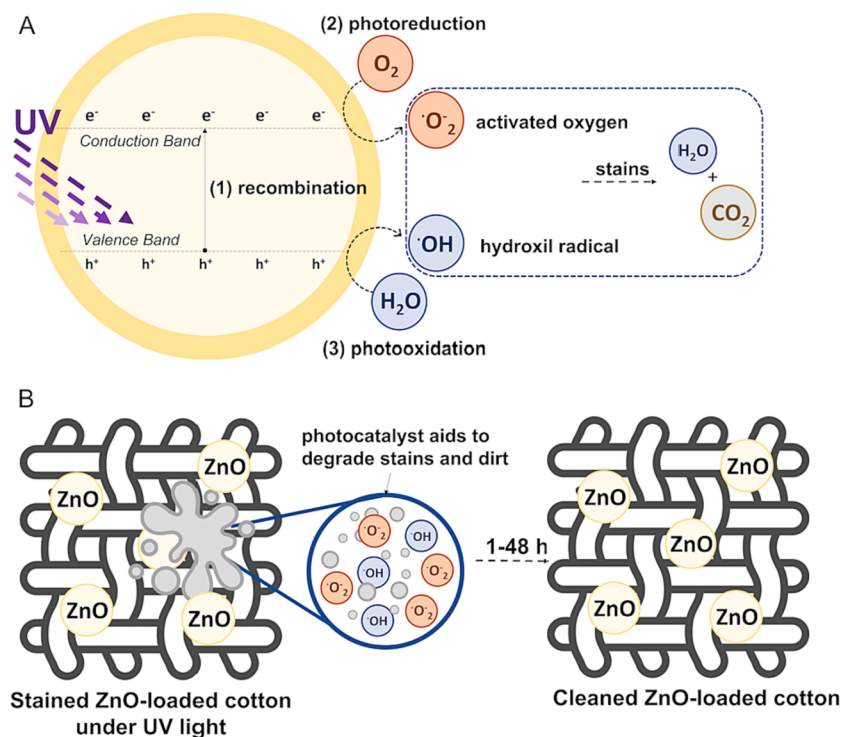 A
(2) photoreduction
O2
UV
e- e- e- e- e-
Conduction Band
·O-2
activated oxygen
H2O
stains
+
(1) recombination
CO2
Valence Band
·OH
hydroxil radical
h+ h+ h+ h+ h+
H2O
(3) photooxidation
B
photocatalyst aids to
degrade stains and dirt
ZnO
ZnO
ZnO
ZnO
·O-2
·OH
·OH
·O-2
·O-2
·O-2
·OH
1-48 h
ZnO
ZnO
ZnO
ZnO
ZnO
Stained ZnO-loaded cotton
under UV light
Cleaned ZnO-loaded cotton